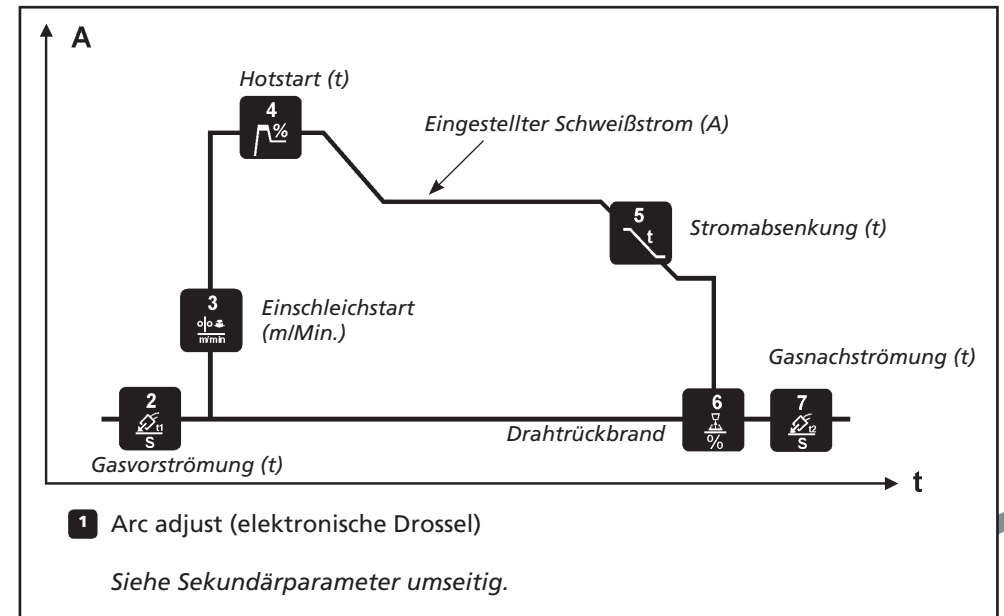 A
Hotstart (t)
4
%
Eingestellter Schweißstrom (A)
5
t
Stromabsenkung (t)
3
m/min
Einschleichstart
(m/Min.)
Gasnachströmung (t)
2
t1
S
6
%
7
t2
S
Drahtrückbrand
Gasvorströmung (t)
t
1 Arc adjust (elektronische Drossel)
Siehe Sekundärparameter umseitig.